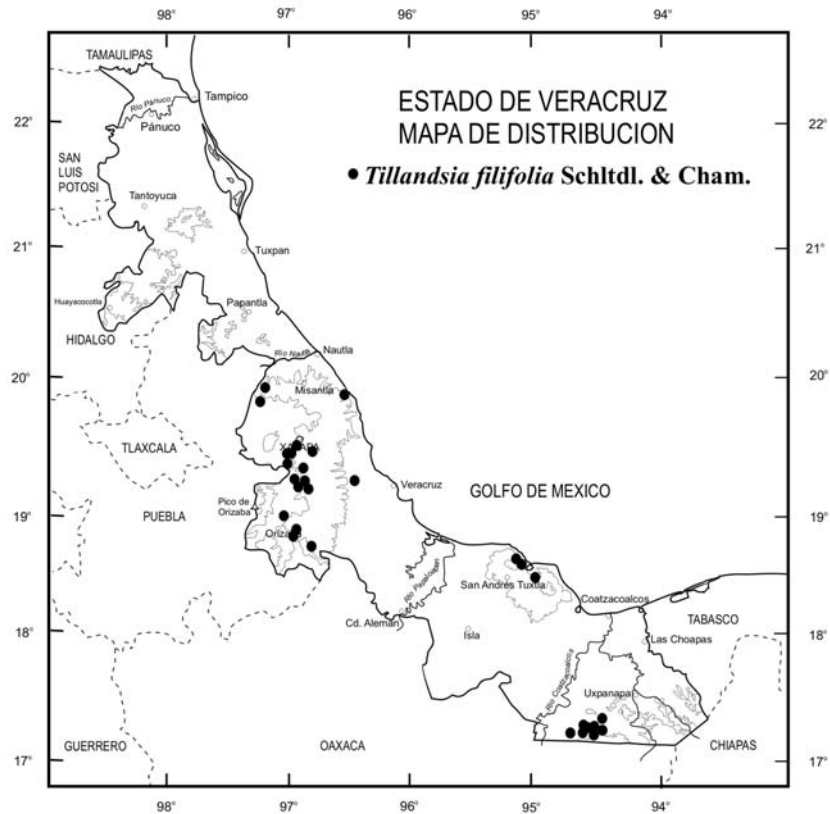 98° 97° 96° 95° 94°
TAMAULIPAS
Río Pánuco
Tampico
Pánuco
22°
22°
ESTADO DE VERACRUZ
MAPA DE DISTRIBUCION
• Tillandsia filifolia Schltdl. & Cham.
SAN
LUIS
POTOSI
Tantoyuca
21°
21°
Tuxpan
Huayacocotla
Papantla
HIDALGO
Río Nautla
Nautla
20°
20°
Misantla
TLAXCALA
XALAPA
Pico de
Orizaba
Veracruz
GOLFO DE MEXICO
PUEBLA
19°
19°
Orizaba
Río Papaloapan
San Andrés Tuxtla
Coatzacoalcos
Cd. Alemán
TABASCO
18°
18°
Isla
Las Choapas
Río Coatzacoalcos
Uxpanapa
GUERRERO
OAXACA
CHIAPAS
17°
17°
98° 97° 96° 95° 94°